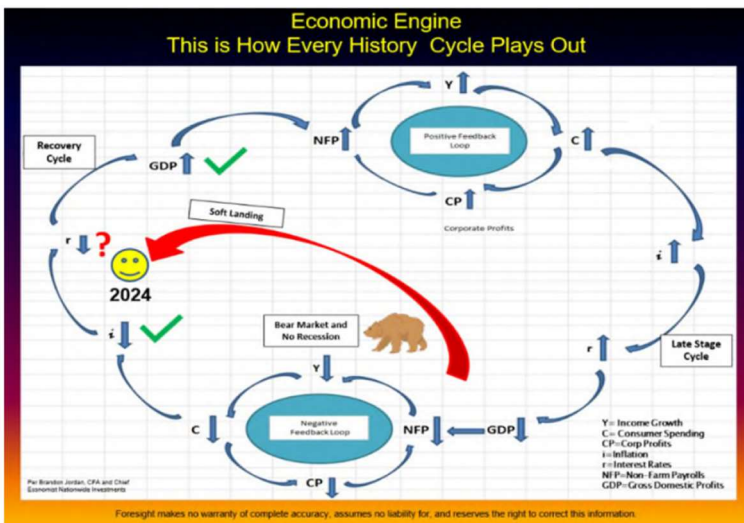 Economic Engine
This is How Every History Cycle Plays Out
Y
Recovery
Cycle
NFP
Positive Feedback
Loop
C
GDP
CP
Soft Landing
Corporate Profits
r
?
i
2024
Bear Market and
No Recession
i
r
Late Stage
Cycle
Y
C
Negative
Feedback Loop
NFP
GDP
Y= Income Growth
C= Consumer Spending
CP=Corp Profits
i=Inflation
r=Interest Rates
NFP=Non-Farm Payrolls
GDP=Gross Domestic Profits
CP
Per Brandon Jordan, CPA and Chief
Economist Nationwide Investments
Foresight makes no warranty of complete accuracy, assumes no liability for, and reserves the right to correct this information.